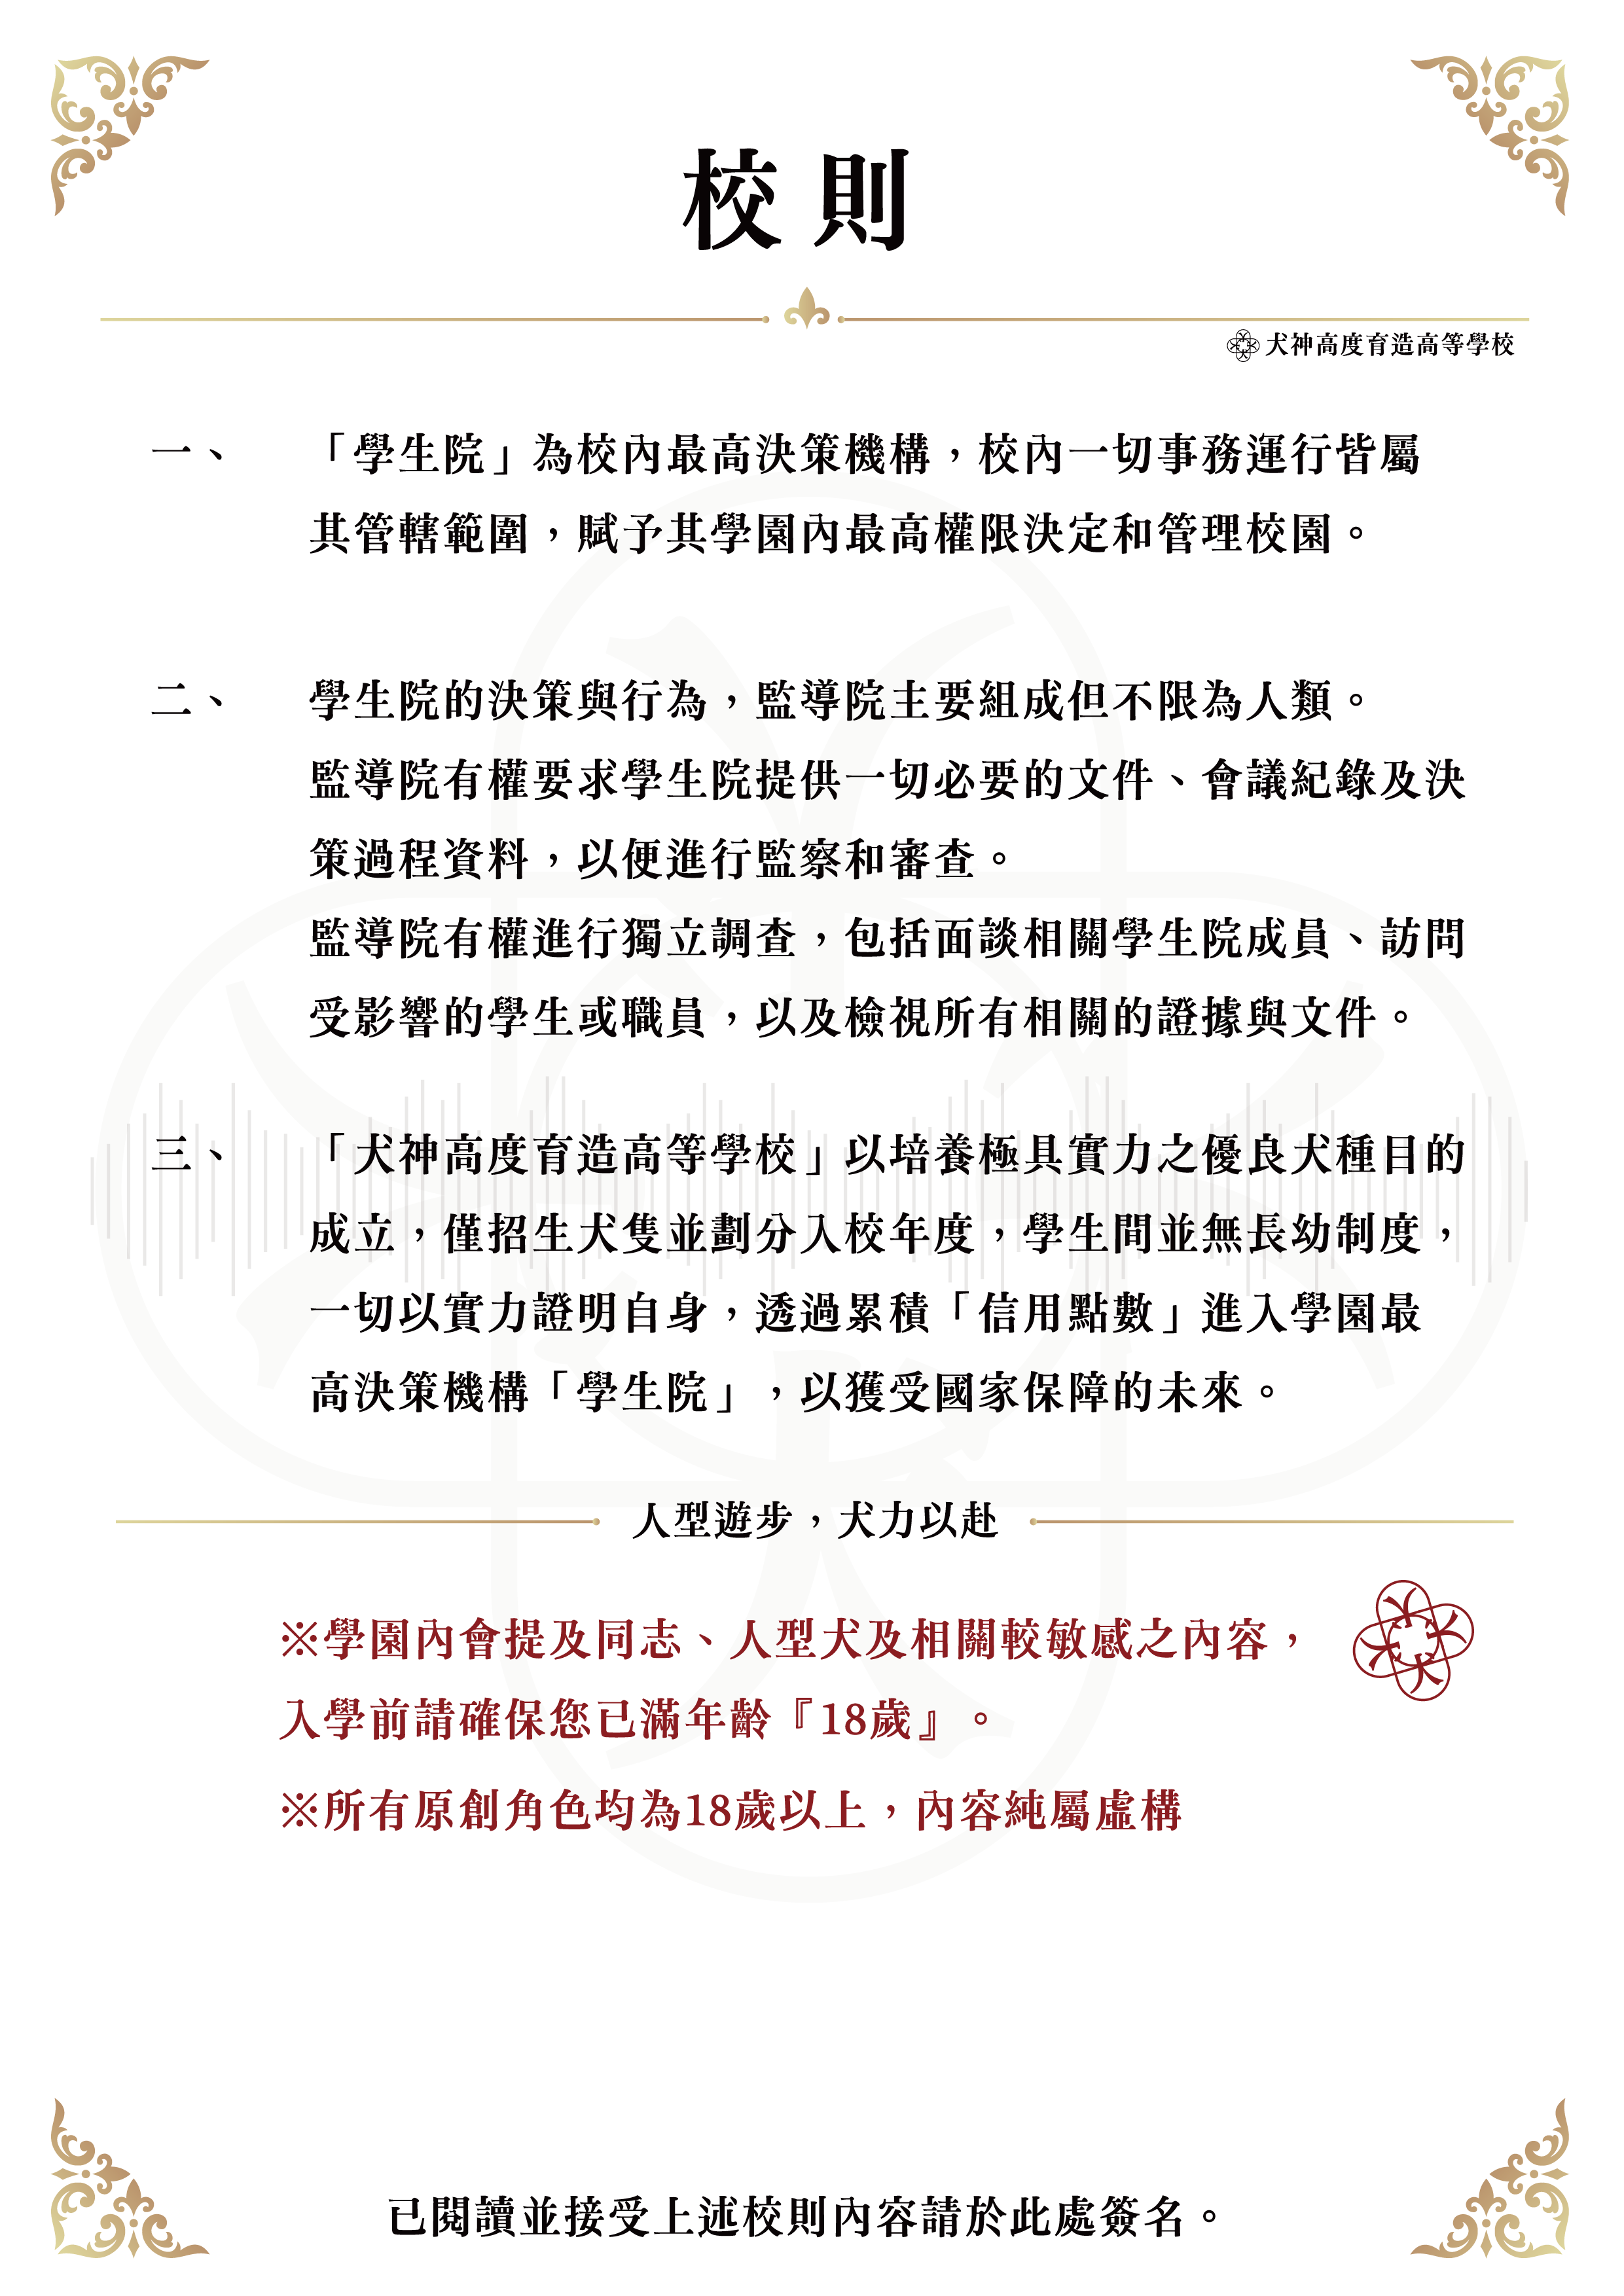 校則
犬神高度育造高等學校
一、 「學生院」為校內最高決策機構，校內一切事務運行皆屬
其管轄範圍，賦予其學園內最高權限決定和管理校園。
二、 學生院的決策與行為，監導院主要組成但不限為人類。
監導院有權要求學生院提供一切必要的文件、會議紀錄及決
策過程資料，以便進行監察和審查。
監導院有權進行獨立調查，包括面談相關學生院成員、訪問
受影響的學生或職員，以及檢視所有相關的證據與文件。
三、 「犬神高度育造高等學校」以培養極具實力之優良犬種目的
成立，僅招生犬隻並劃分入校年度，學生間並無長幼制度，
一切以實力證明自身，透過累積「信用點數」進入學園最
高決策機構「學生院」，以獲受國家保障的未來。
人型遊步，犬力以赴
※學園內會提及同志、人型犬及相關較敏感之內容，
入學前請確保您已滿年齡『18歲』。
※所有原創角色均為18歲以上，內容純屬虛構
已閱讀並接受上述校則內容請於此處簽名。